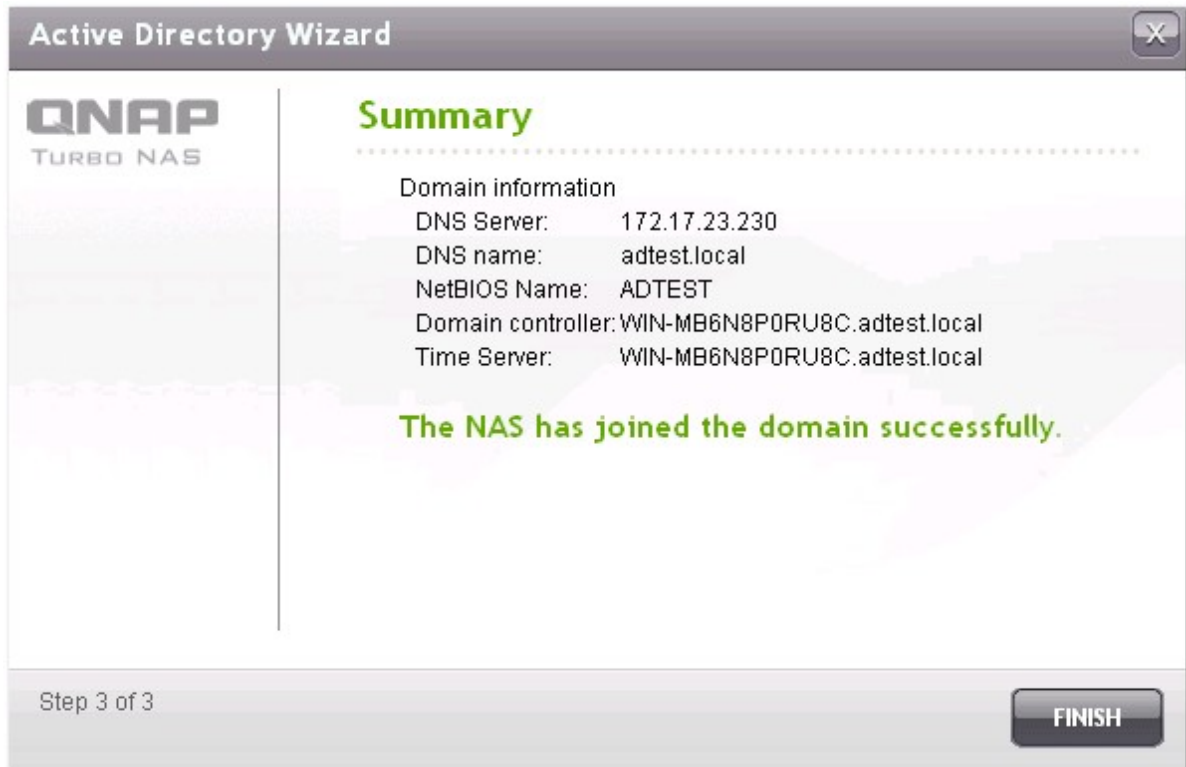 Active Directory Wizard
X
QNAP
TURBO NAS
Summary
Domain information
DNS Server: 172.17.23.230
DNS name: adtest.local
NetBIOS Name: ADTEST
Domain controller: WIN-MB6N8P0RU8C.adtest.local
Time Server: WIN-MB6N8P0RU8C.adtest.local
The NAS has joined the domain successfully.
Step 3 of 3
FINISH